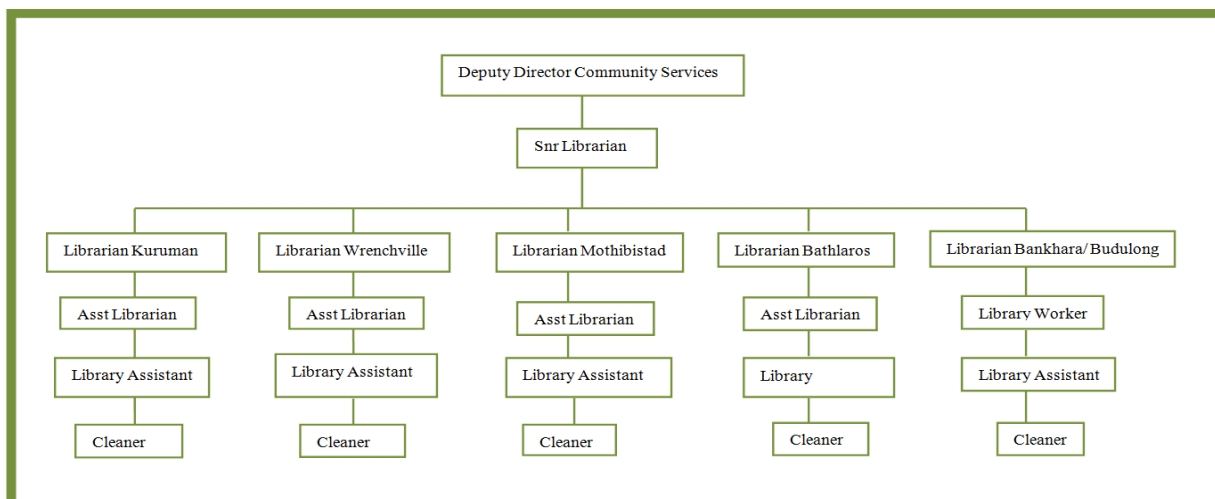 Deputy Director Community Services
Snr Librarian
Librarian Kuruman
Librarian Wrenchville
Librarian Mothibistad
Librarian Bathlaros
Librarian Bankhara/ Budulong
Asst Librarian
Asst Librarian
Asst Librarian
Asst Librarian
Library Worker
Library Assistant
Library Assistant
Library Assistant
Library
Library Assistant
Cleaner
Cleaner
Cleaner
Cleaner
Cleaner